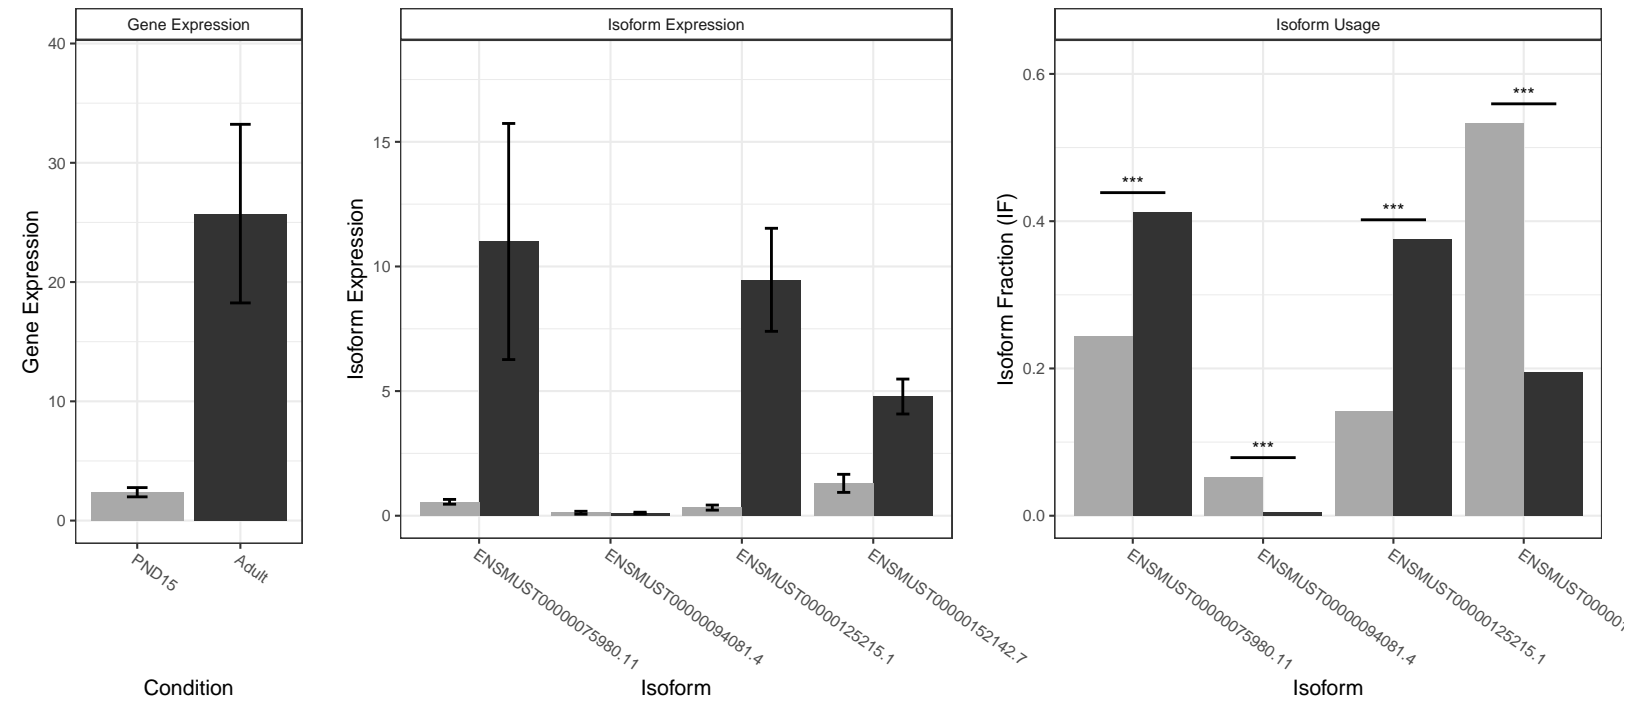 Gene Expression
Isoform Expression
Isoform Usage
Gene Expression
40
30
20
10
0
PND15
Adult
Condition
Isoform Expression
15
10
5
0
ENSMUST00000075980.11
ENSMUST00000094081.4
ENSMUST00000125215.1
ENSMUST00000152142.7
Isoform
Isoform Fraction (IF)
0.6
0.4
0.2
0.0
***
***
***
***
ENSMUST00000075980.11
ENSMUST00000094081.4
ENSMUST00000125215.1
ENSMUST00000
Isoform